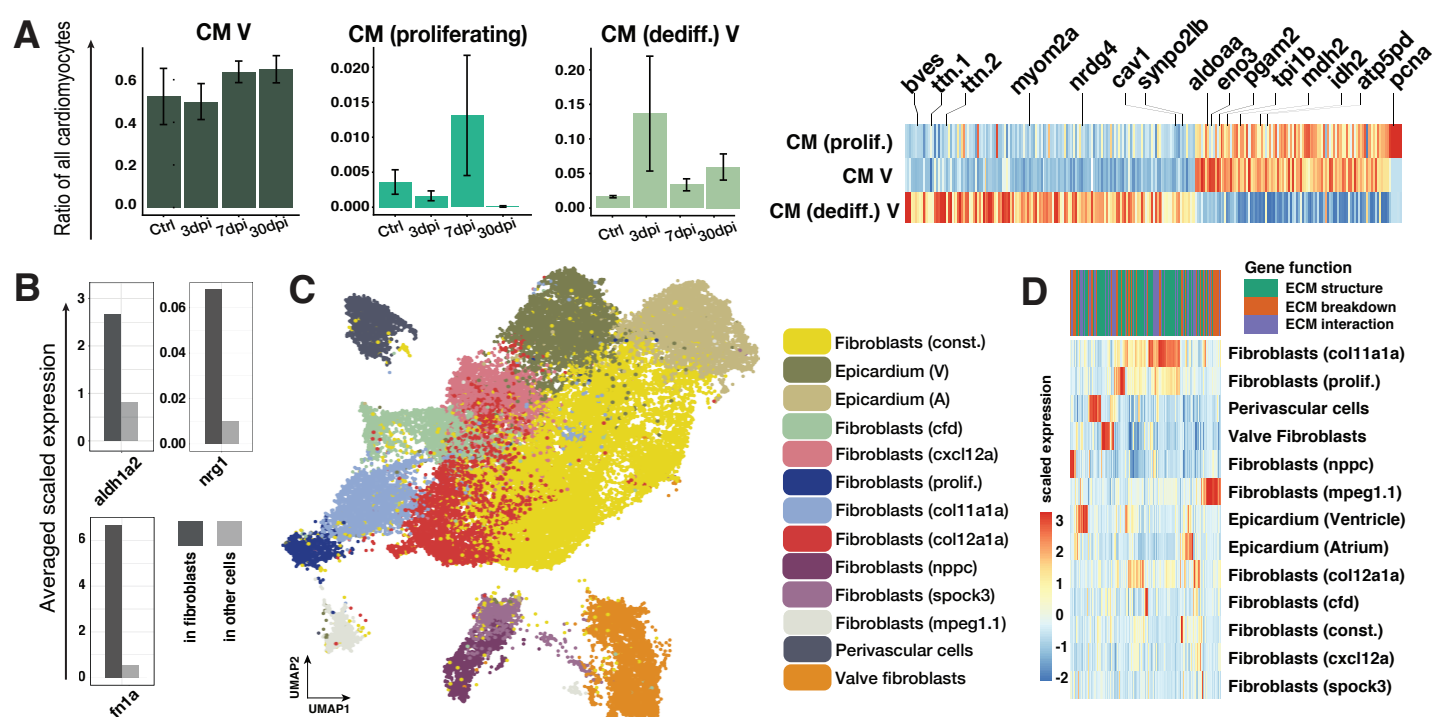 A
Ratio of all cardiomyocytes
CM V
0.6
0.4
0.2
0.0
Ctrl 3dpi 7dpi 30dpi
CM (proliferating)
0.020
0.015
0.010
0.005
0.000
Ctrl 3dpi 7dpi 30dpi
CM (dediff.) V
0.20
0.15
0.10
0.05
0.00
Ctrl 3dpi 7dpi 30dpi
bves ttn.1 ttn.2 myom2a nrdg4 cav1 synpo2lb aldoaa eno3 pgam2 tpi1b mdh2 idh2 atp5pd pcna
CM (prolif.)
CM V
CM (dediff.) V
B
Averaged scaled expression
3
2
1
0
aldh1a2
0.06
0.04
0.02
0.00
nrg1
6
4
2
0
fn1a
in fibroblasts
in other cells
C
UMAP2
UMAP1
Fibroblasts (const.)
Epicardium (V)
Epicardium (A)
Fibroblasts (cfd)
Fibroblasts (cxcl12a)
Fibroblasts (prolif.)
Fibroblasts (col11a1a)
Fibroblasts (col12a1a)
Fibroblasts (nppc)
Fibroblasts (spock3)
Fibroblasts (mpeg1.1)
Perivascular cells
Valve fibroblasts
D
Gene function
ECM structure
ECM breakdown
ECM interaction
scaled expression
3
2
1
0
-1
-2
Fibroblasts (col11a1a)
Fibroblasts (prolif.)
Perivascular cells
Valve Fibroblasts
Fibroblasts (nppc)
Fibroblasts (mpeg1.1)
Epicardium (Ventricle)
Epicardium (Atrium)
Fibroblasts (col12a1a)
Fibroblasts (cfd)
Fibroblasts (const.)
Fibroblasts (cxcl12a)
Fibroblasts (spock3)